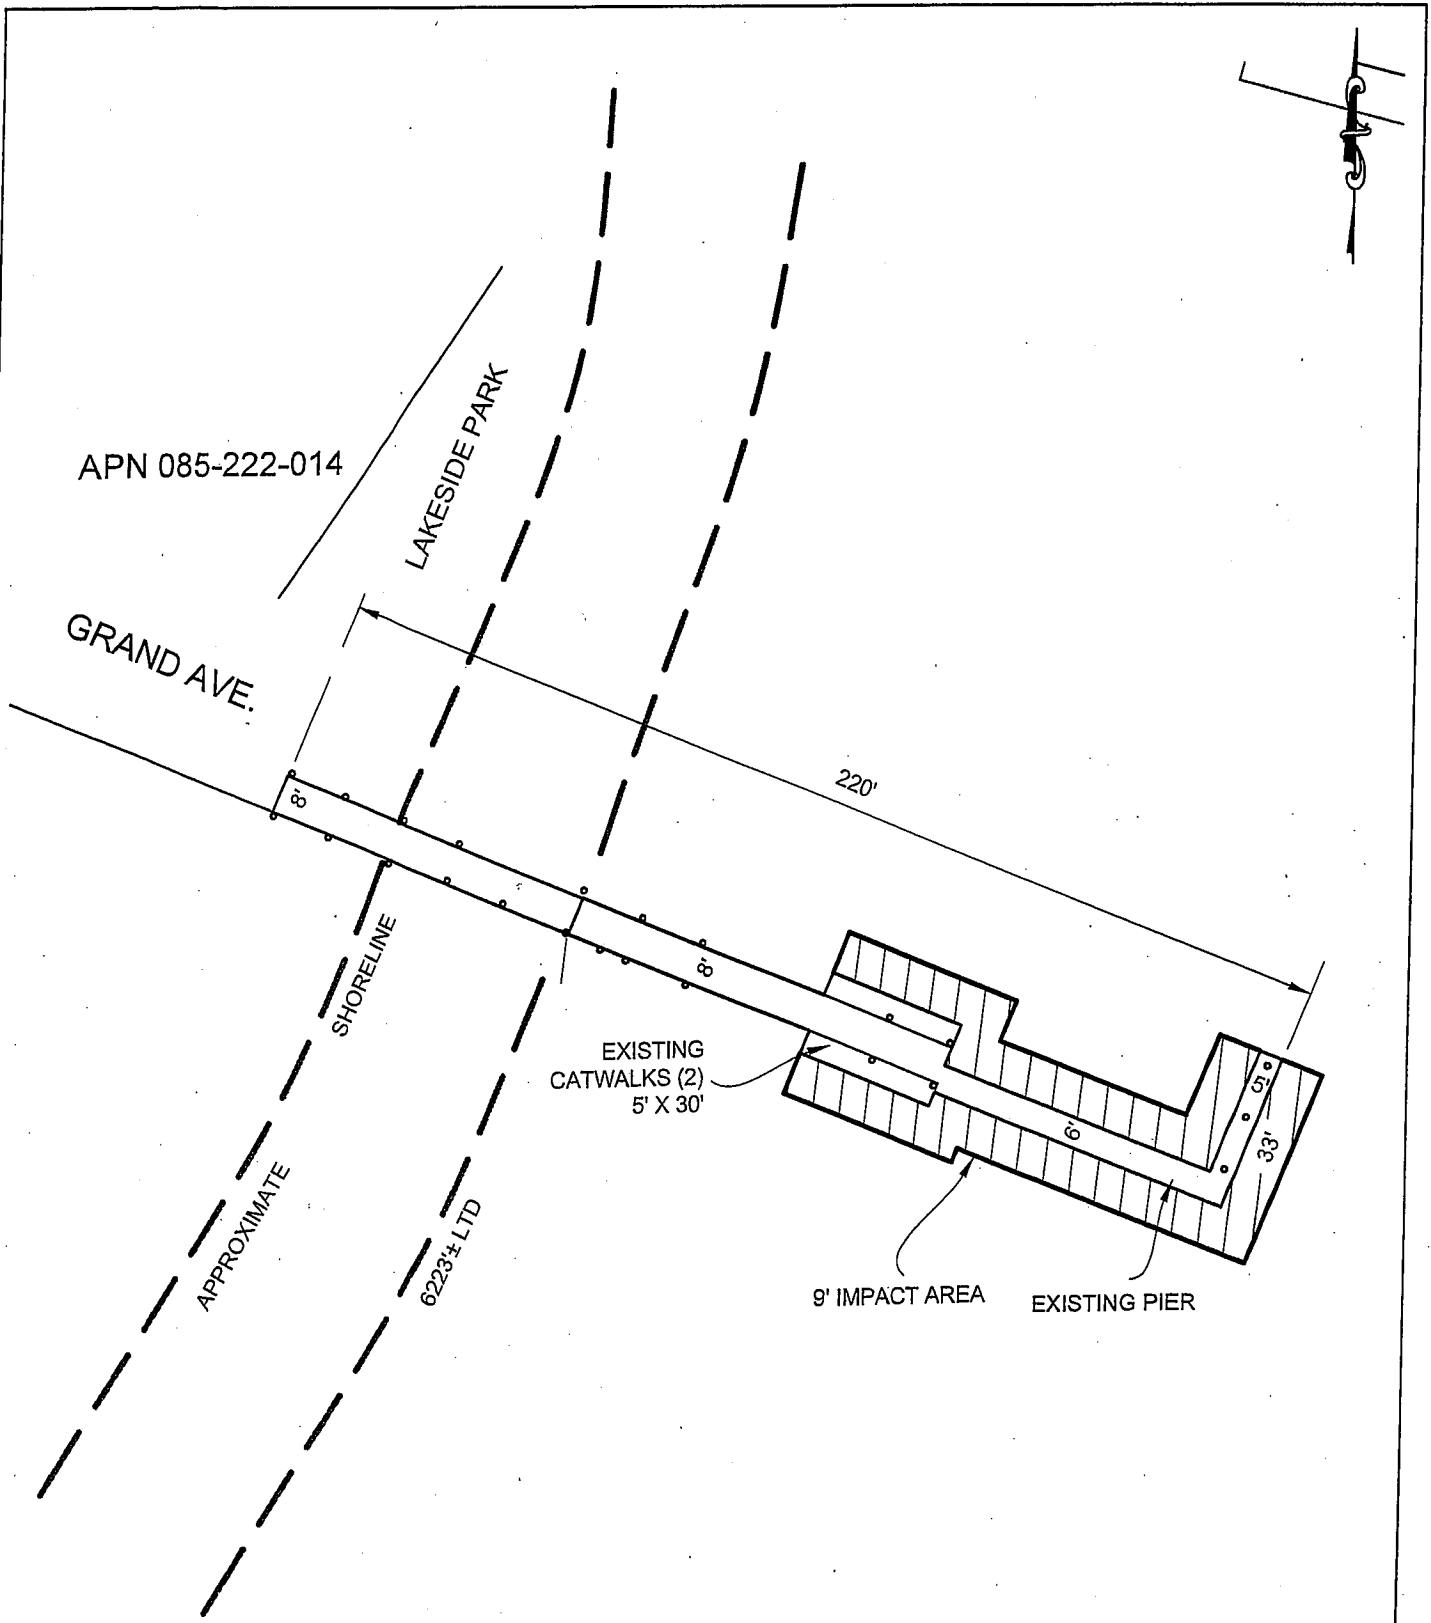 LAKESIDE PARK
APN 085-222-014
GRAND AVE.
220'
8'
SHORELINE
8'
EXISTING
CATWALKS (2)
5' X 30'
5'
6'
33'
APPROXIMATE
6223'± LTD
9' IMPACT AREA
EXISTING PIER